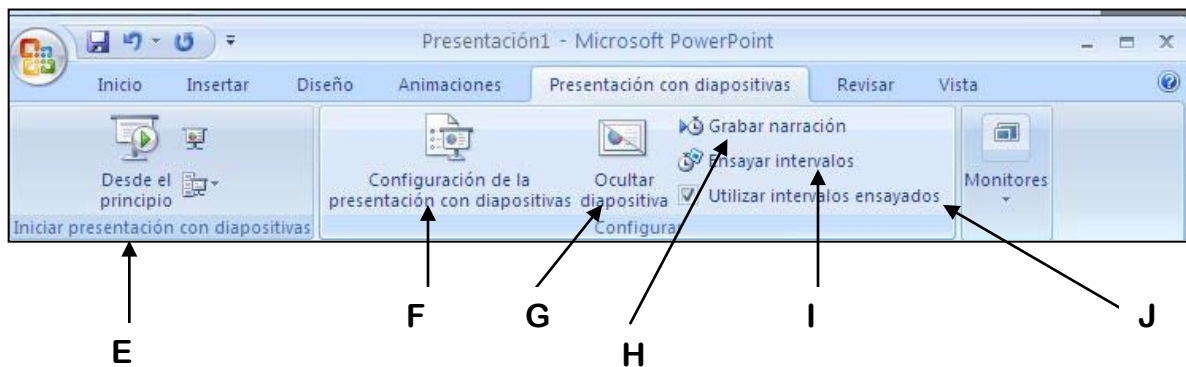 Presentación1 - Microsoft PowerPoint
Inicio Insertar Diseño Animaciones Presentación con diapositivas Revisar Vista
Desde el principio
Iniciar presentación con diapositivas
Configuración de la presentación con diapositivas
Ocultar diapositiva
Grabar narración
Ensayar intervalos
Utilizar intervalos ensayados
Configurar
Monitores
E
F
G
H
I
J